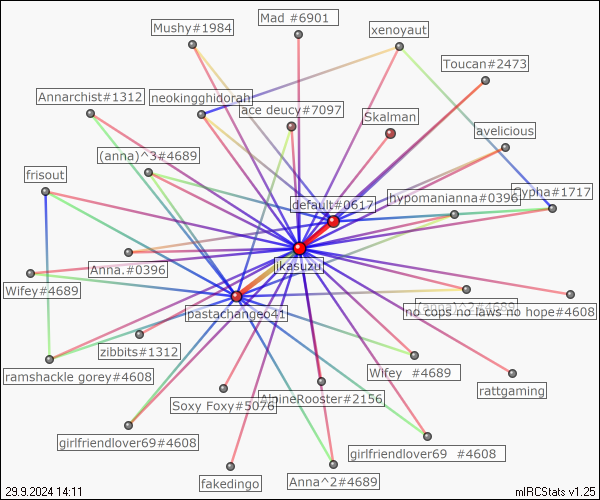 Mad #6901
Mushy#1984
xenoyaut
Toucan#2473
Annarchist#1312
neokingghidorah
ace deucy#7097
Skalman
avelicious
(anna)^3#4689
frisout
hypomanianna#0396
Cypha#1717
default#0617
Anna.#0396
ikasuzu
Wifey#4689
(anna)^2#4689
no cops no laws no hope#4608
pastachangeo41
zibbits#1312
ramshackle gorey#4608
Wifey  #4689
rattgaming
Soxy Foxy#5076
AlpineRooster#2156
girlfriendlover69#4608
girlfriendlover69  #4608
fakedingo
Anna^2#4689
29.9.2024 14:11
mIRCStats v1.25